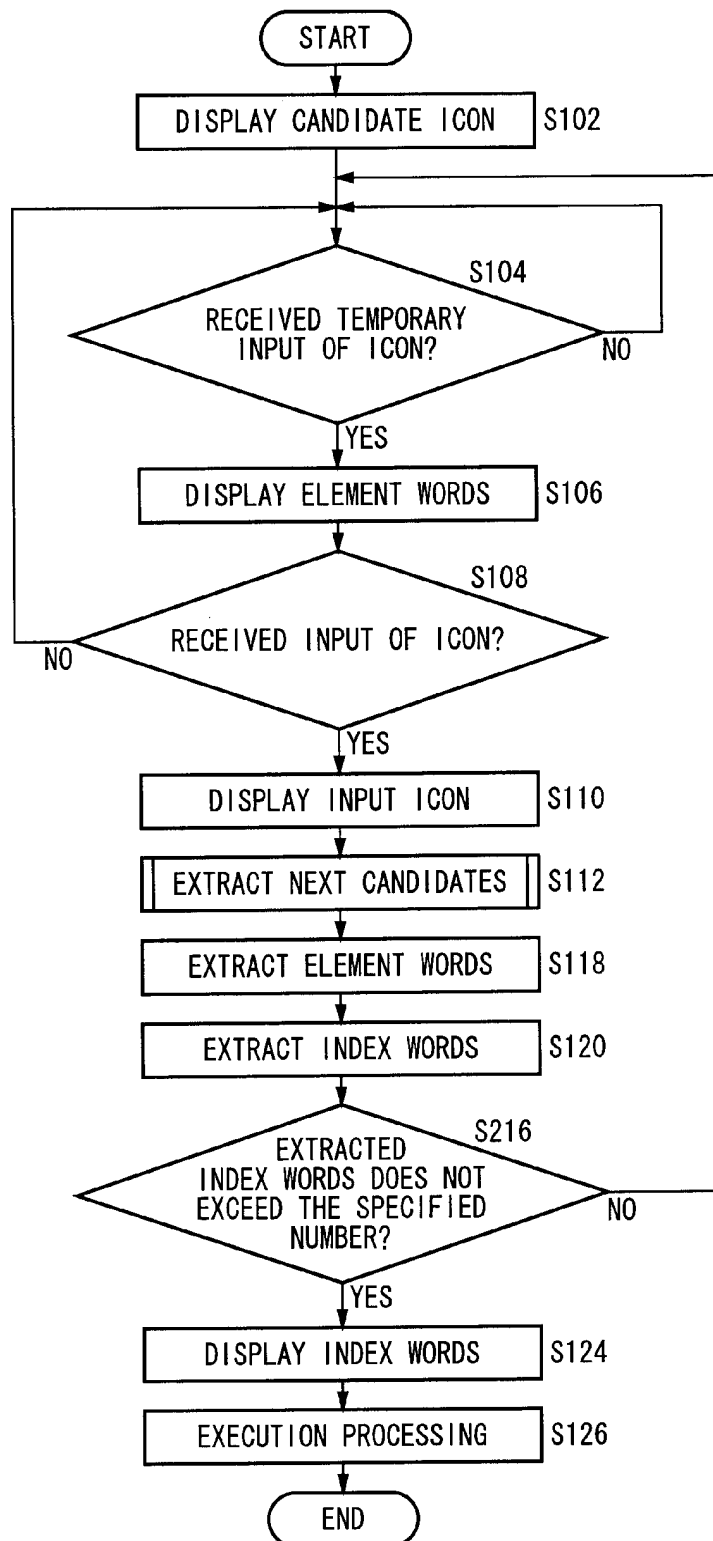 START
DISPLAY CANDIDATE ICON S102
S104
RECEIVED TEMPORARY
INPUT OF ICON?
NO
YES
DISPLAY ELEMENT WORDS S106
S108
RECEIVED INPUT OF ICON?
NO
YES
DISPLAY INPUT ICON S110
EXTRACT NEXT CANDIDATES S112
EXTRACT ELEMENT WORDS S118
EXTRACT INDEX WORDS S120
S216
EXTRACTED
INDEX WORDS DOES NOT
EXCEED THE SPECIFIED
NUMBER?
NO
YES
DISPLAY INDEX WORDS S124
EXECUTION PROCESSING S126
END